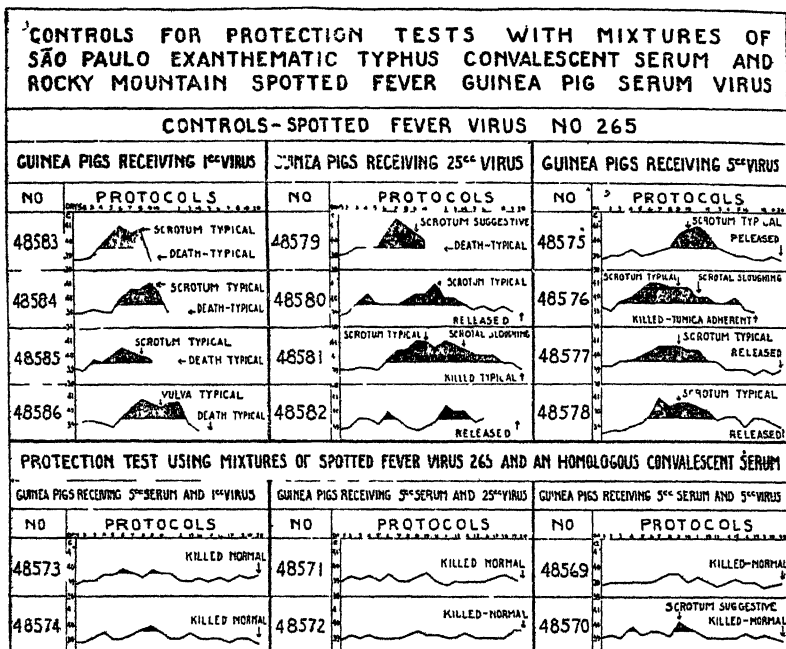 CONTROLS FOR PROTECTION TESTS WITH MIXTURES OF
SÃO PAULO EXANTHEMATIC TYPHUS CONVALESCENT SERUM AND
ROCKY MOUNTAIN SPOTTED FEVER GUINEA PIG SERUM VIRUS
CONTROLS-SPOTTED FEVER VIRUS NO 265
GUINEA PIGS RECEIVING 1cc VIRUS
NO PROTOCOLS
DAYS
48583 SCROTUM TYPICAL
DEATH-TYPICAL
48584 SCROTUM TYPICAL
DEATH-TYPICAL
48585 SCROTUM TYPICAL
DEATH TYPICAL
48586 VULVA TYPICAL
DEATH TYPICAL
GUINEA PIGS RECEIVING 25cc VIRUS
NO PROTOCOLS
DAYS
48579 SCROTUM SUGGESTIVE
DEATH-TYPICAL
48580 SCROTUM TYPICAL
RELEASED
48581 SCROTUM TYPICAL SCROTAL SLOUGHING
KILLED TYPICAL
48582 RELEASED
GUINEA PIGS RECEIVING 5cc VIRUS
NO PROTOCOLS
48575 SCROTUM TYPICAL
RELEASED
48576 SCROTUM TYPICAL SCROTAL SLOUGHING
KILLED-TUNICA ADHERENT
48577 SCROTUM TYPICAL
RELEASED
48578 SCROTUM TYPICAL
RELEASED
PROTECTION TEST USING MIXTURES OF SPOTTED FEVER VIRUS 265 AND AN HOMOLOGOUS CONVALESCENT SERUM
GUINEA PIGS RECEIVING 5cc SERUM AND 1cc VIRUS
NO PROTOCOLS
48573 KILLED NORMAL
48574 KILLED NORMAL
GUINEA PIGS RECEIVING 5cc SERUM AND 25cc VIRUS
NO PROTOCOLS
48571 KILLED NORMAL
48572 KILLED-NORMAL
GUINEA PIGS RECEIVING 5cc SERUM AND 5cc VIRUS
NO PROTOCOLS
48569 KILLED-NORMAL
48570 SCROTUM SUGGESTIVE
KILLED-NORMAL